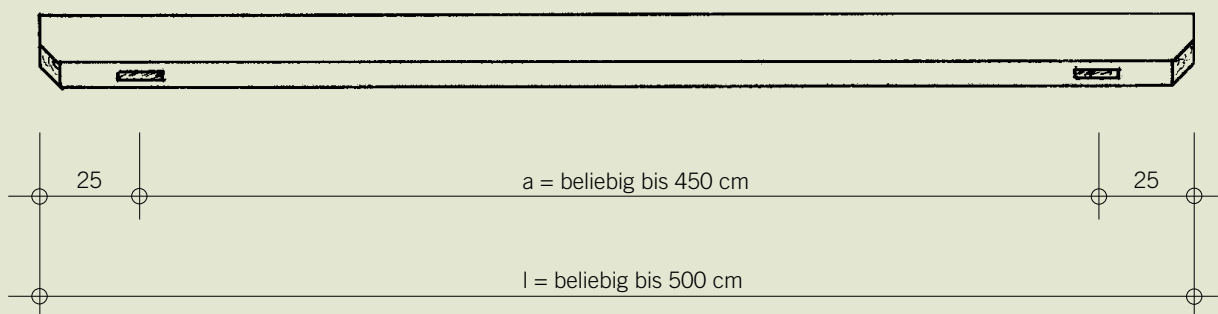 25 a = beliebig bis 450 cm 25
l = beliebig bis 500 cm